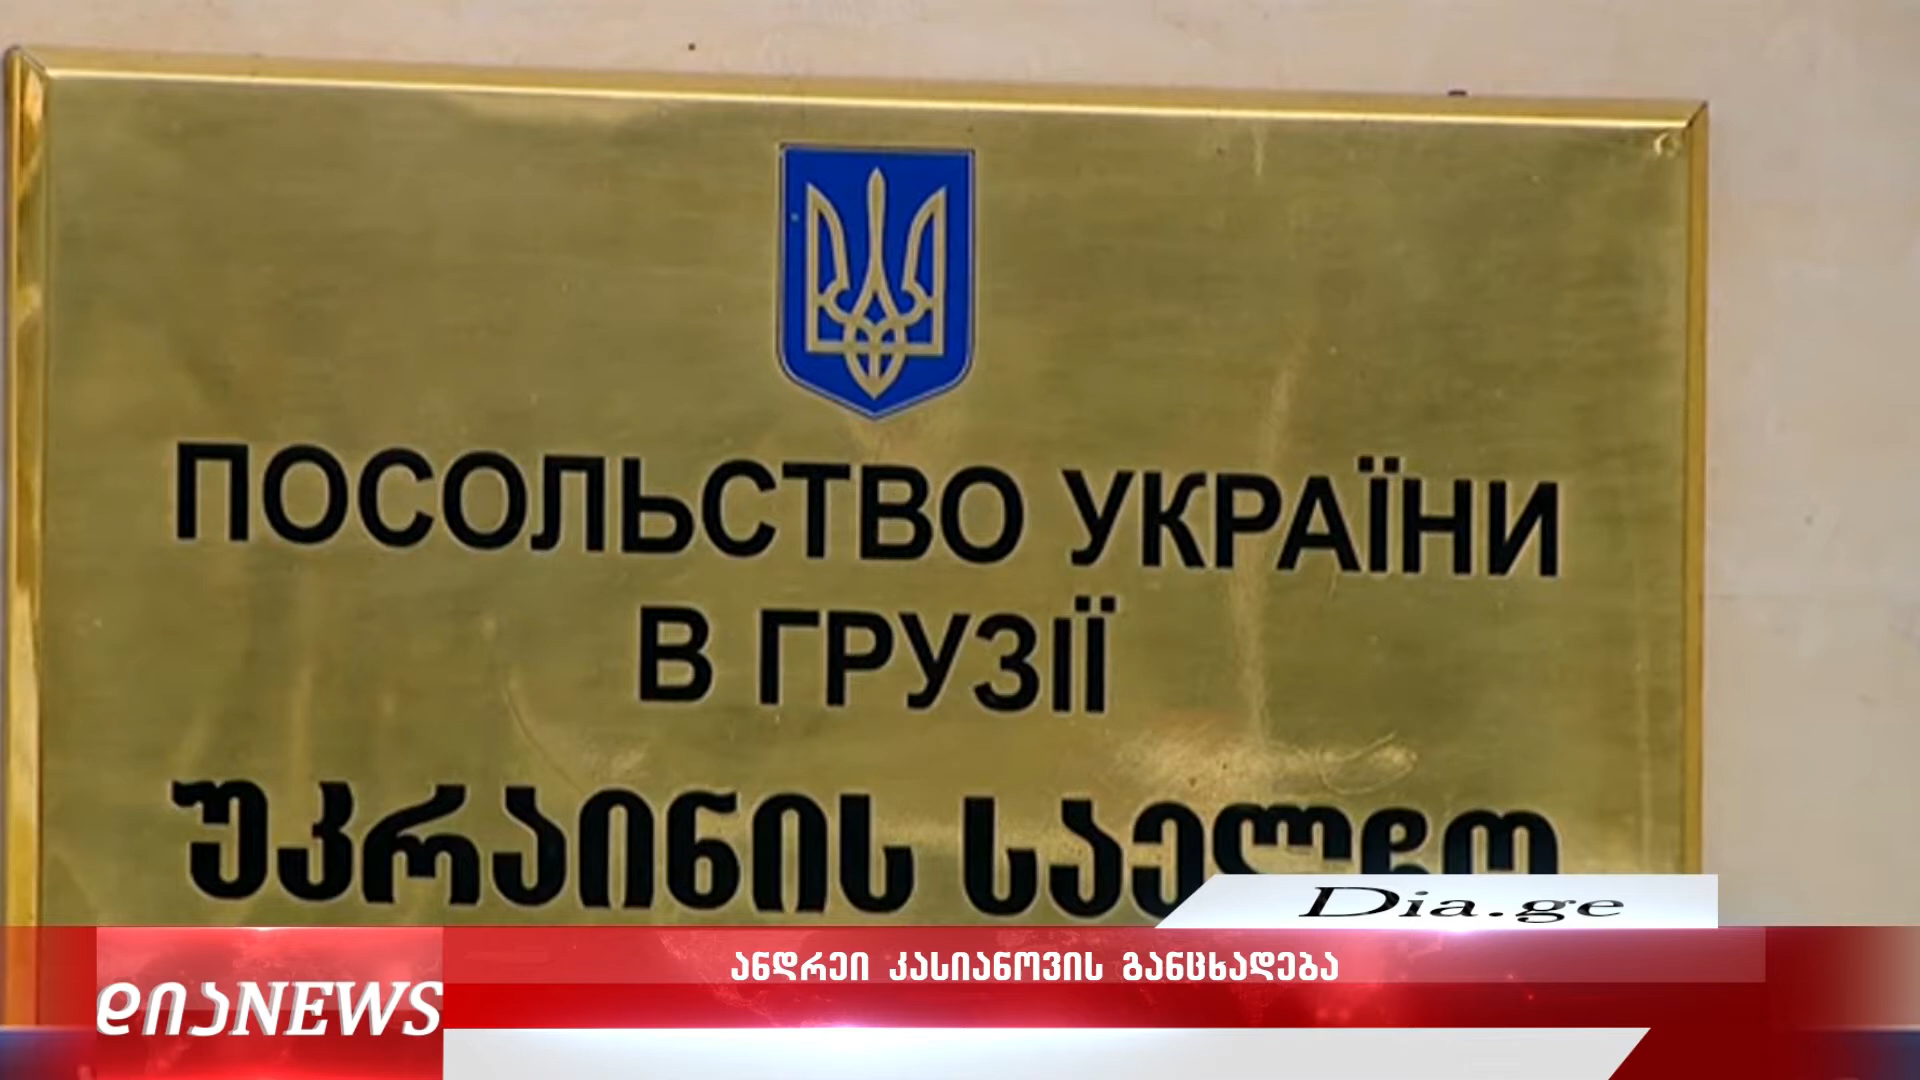 ПОСОЛЬСТВО УКРАЇНИ
В ГРУЗІЇ
უკრაინის საელჩო
Dia.ge
ანდრეი კასიანოვის განცხადება
დიაNEWS